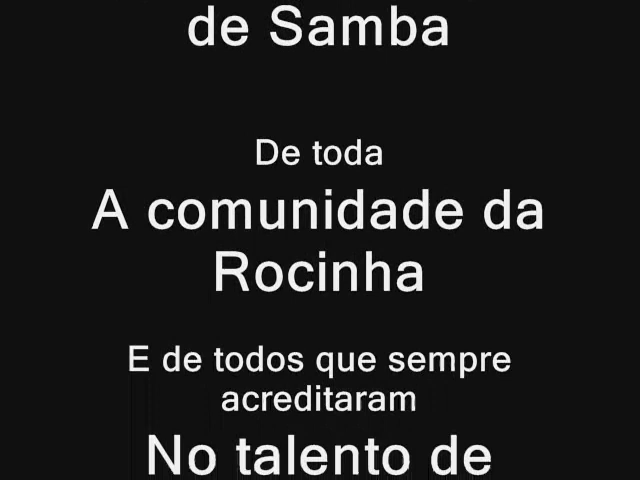 de Samba
De toda
A comunidade da
Rocinha
E de todos que sempre
acreditaram
No talento de